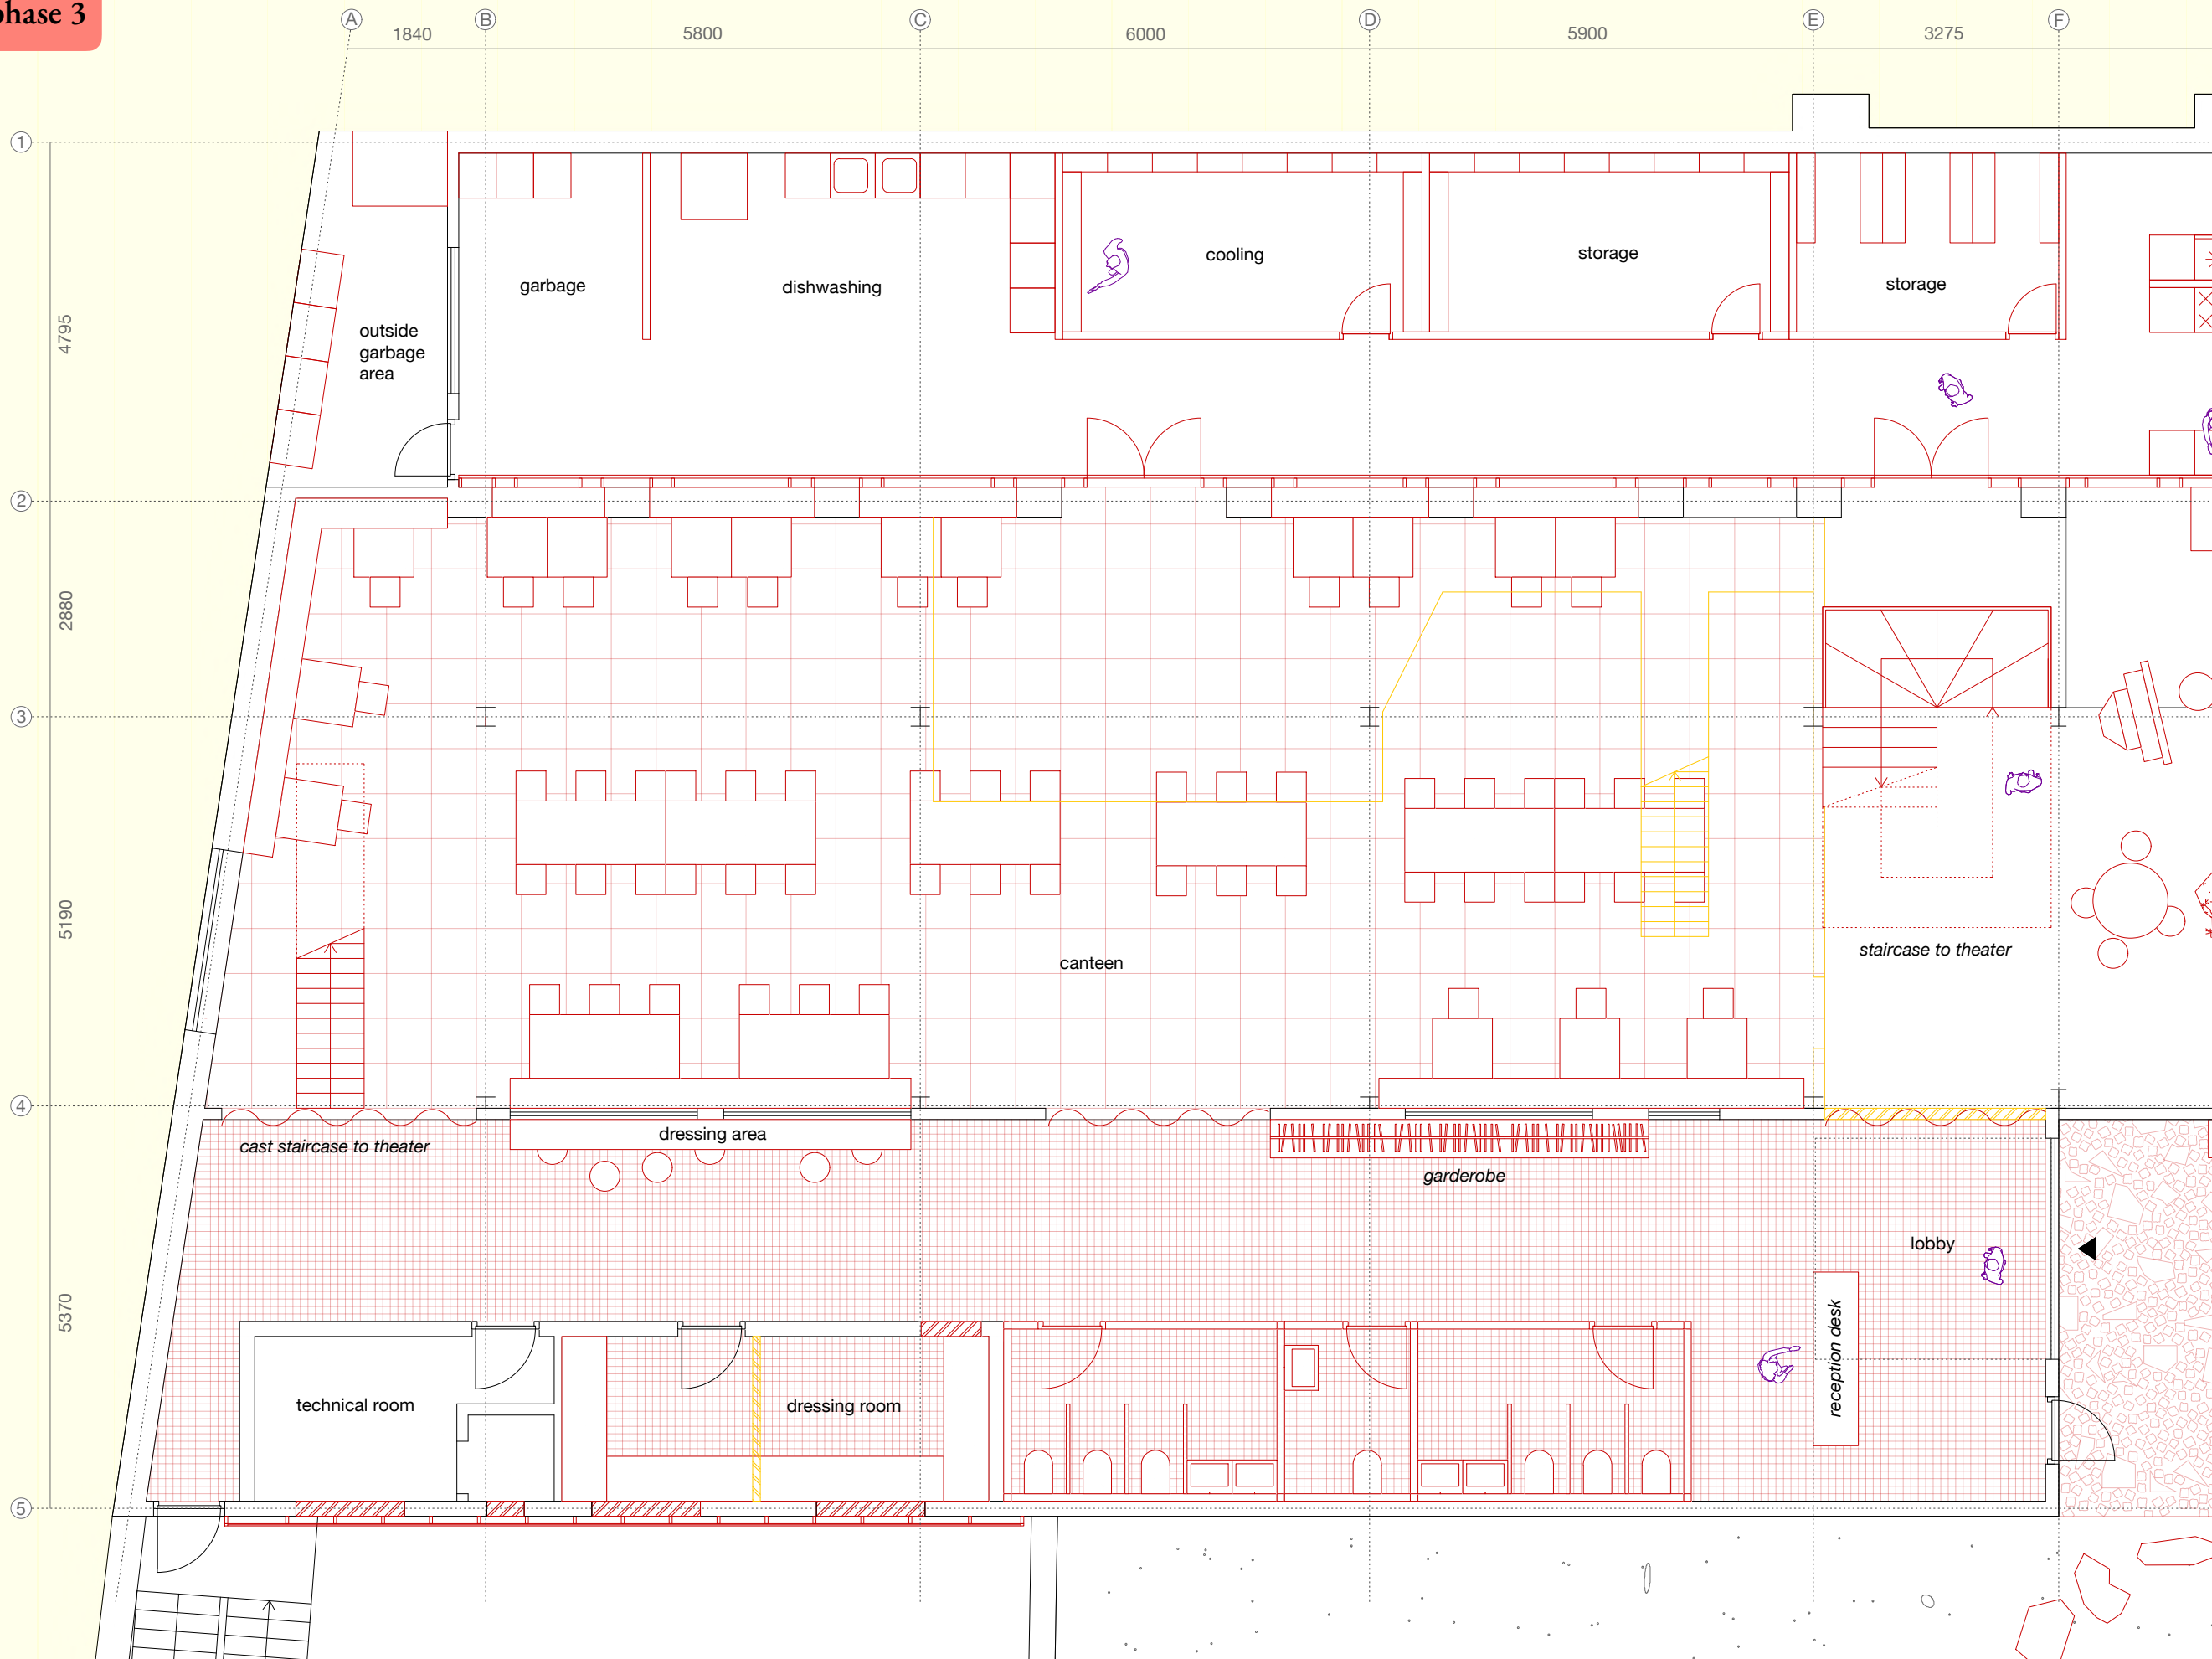 phase 3
A
B
C
D
E
F
1840
5800
6000
5900
3275
1
2
3
4
5
4795
2880
5190
5370
outside
garbage
area
garbage
dishwashing
cooling
storage
storage
canteen
staircase to theater
cast staircase to theater
dressing area
garderobe
lobby
reception desk
technical room
dressing room